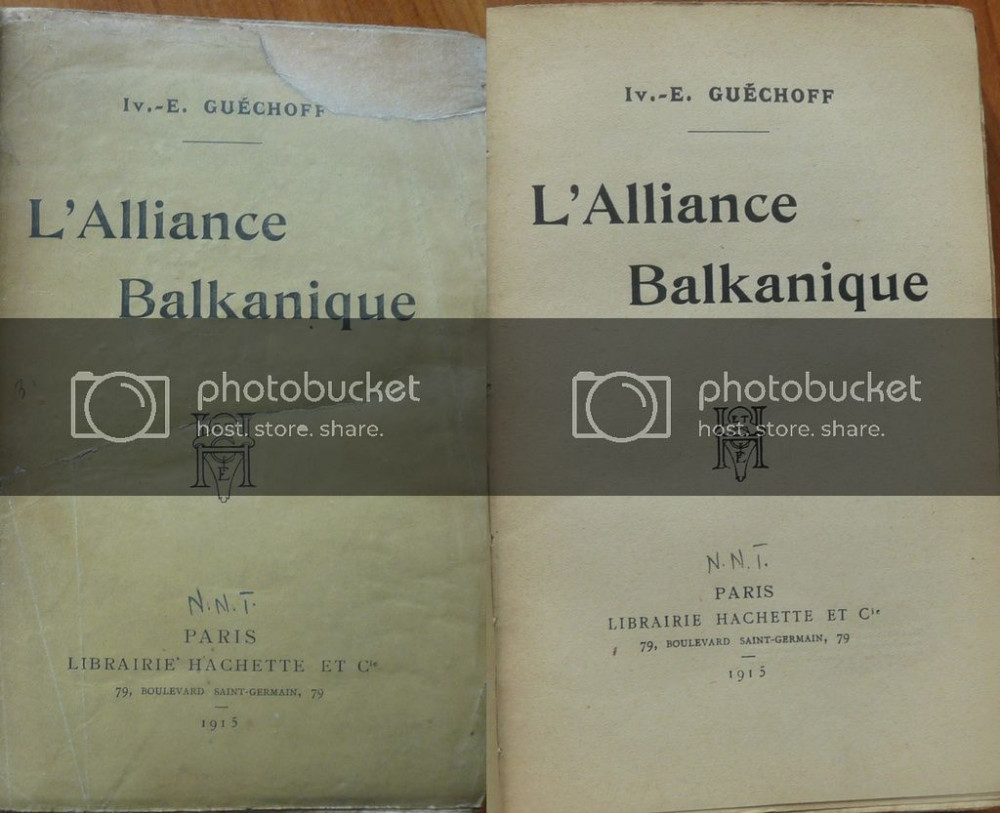 Iv.-E. GUÉCHOFF
L'Alliance
Balkanique
photobucket
host. store. share.
N.N.T.
PARIS
LIBRAIRIE HACHETTE ET Cie
79, BOULEVARD SAINT-GERMAIN, 79
1915
Iv.-E. GUÉCHOFF
L'Alliance
Balkanique
photobucket
host. store. share.
N.N.T.
PARIS
LIBRAIRIE HACHETTE ET Cie
79, BOULEVARD SAINT-GERMAIN, 79
1915